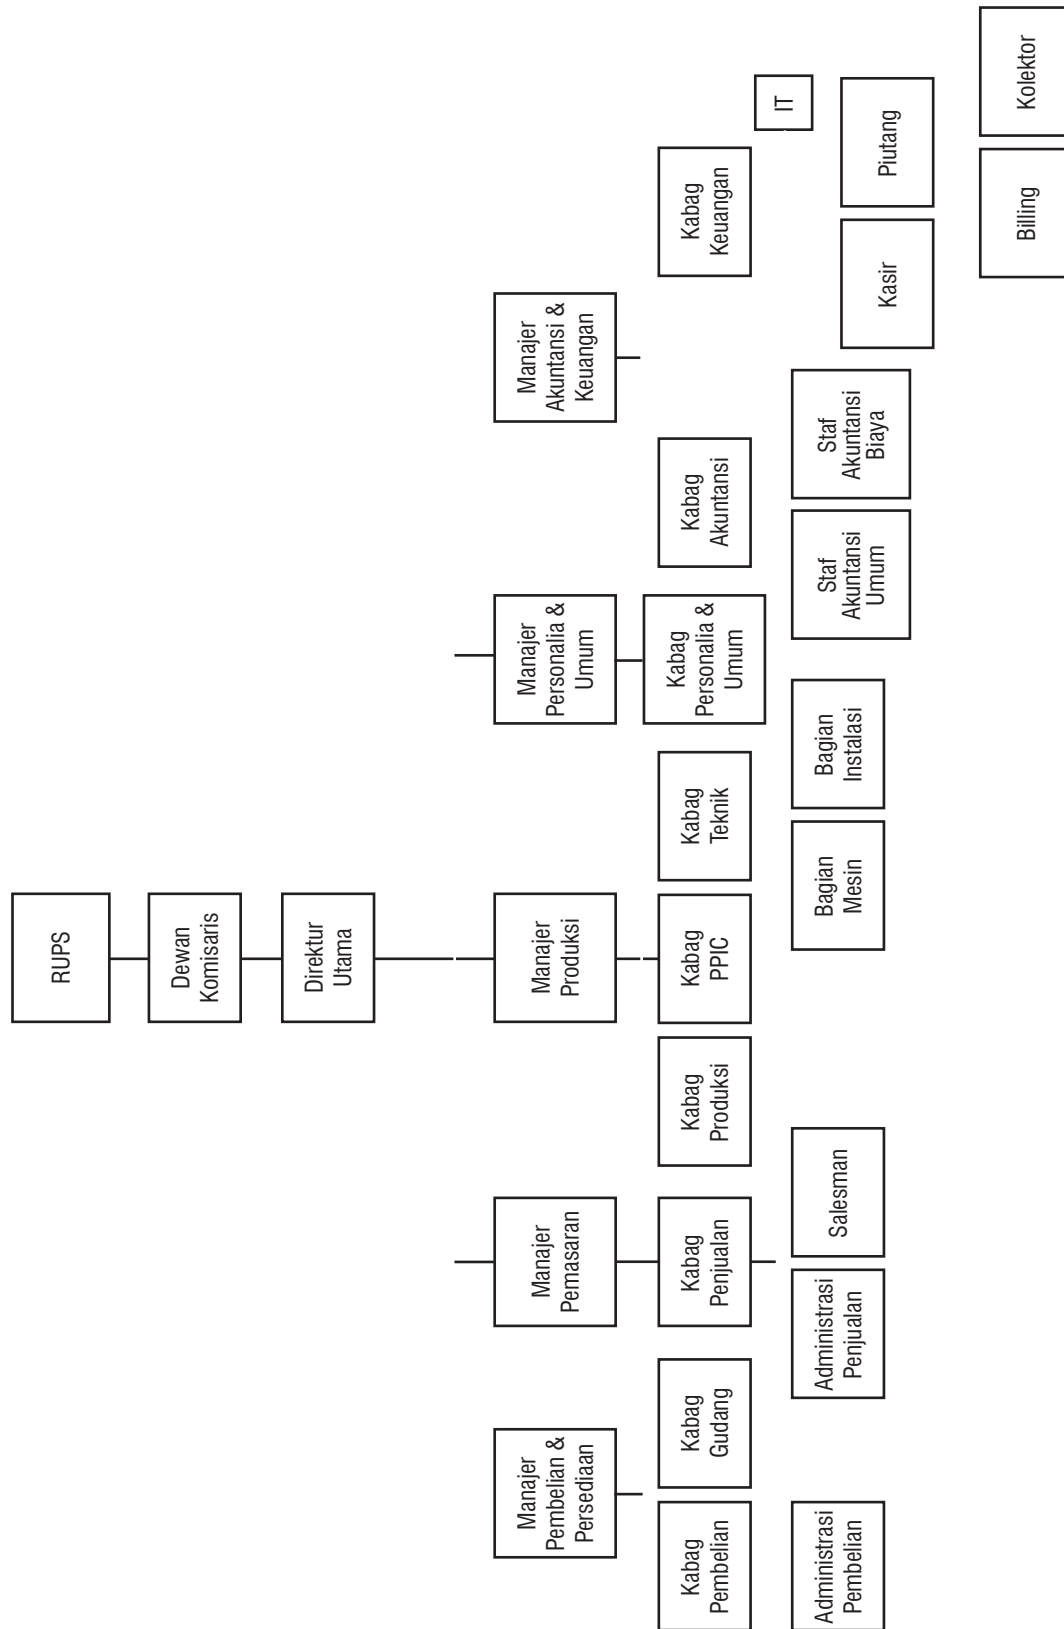 RUPS
Dewan
Komisaris
Direktur
Utama
Manajer
Pembelian &
Persediaan
Manajer
Pemasaran
Manajer
Produksi
Manajer
Personalia &
Umum
Manajer
Akuntansi &
Keuangan
Kabag
Pembelian
Kabag
Gudang
Kabag
Penjualan
Kabag
Produksi
Kabag
PPIC
Kabag
Teknik
Kabag
Personalia &
Umum
Kabag
Akuntansi
Kabag
Keuangan
IT
Administrasi
Pembelian
Administrasi
Penjualan
Salesman
Bagian
Mesin
Bagian
Instalasi
Staf
Akuntansi
Umum
Staf
Akuntansi
Biaya
Kasir
Piutang
Billing
Kolektor